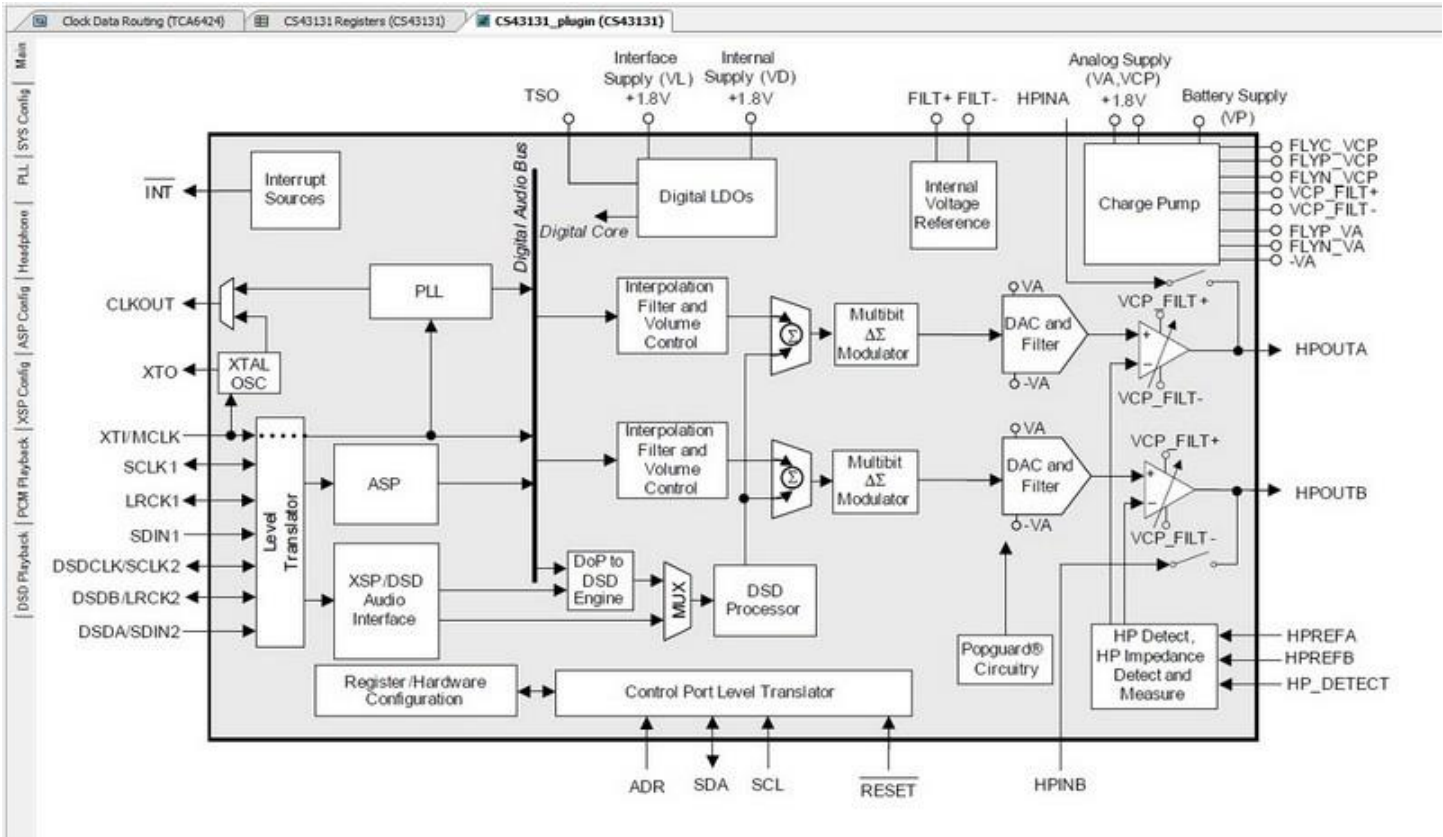 Clock Data Routing (TCA6424)
CS43131 Registers (CS43131)
CS43131_plugin (CS43131)
Main
SYS Config
PLL
Headphone
ASP Config
XSP Config
PCM Playback
DSD Playback
Interface
Supply (VL)
+1.8V
Internal
Supply (VD)
+1.8V
Analog Supply
(VA,VCP)
+1.8V
Battery Supply
(VP)
TSO
FILT+ FILT-
HPINA
INT
Interrupt
Sources
Digital Audio Bus
Digital LDOs
Digital Core
Internal
Voltage
Reference
Charge Pump
FLYC_VCP
FLYP_VCP
FLYN_VCP
VCP_FILT+
VCP_FILT-
FLYP_VA
FLYN_VA
-VA
CLKOUT
PLL
XTO
XTAL
OSC
Interpolation
Filter and
Volume
Control
Σ
Multibit
ΔΣ
Modulator
VA
DAC and
Filter
-VA
VCP_FILT+
+
-
VCP_FILT-
HPOUTA
XTI/MCLK
SCLK1
LRCK1
SDIN1
DSDCLK/SCLK2
DSDB/LRCK2
DSDA/SDIN2
Level
Translator
ASP
XSP/DSD
Audio
Interface
Interpolation
Filter and
Volume
Control
Σ
Multibit
ΔΣ
Modulator
VA
DAC and
Filter
-VA
VCP_FILT+
+
-
VCP_FILT-
HPOUTB
DoP to
DSD
Engine
MUX
DSD
Processor
Popguard®
Circuitry
HP Detect,
HP Impedance
Detect and
Measure
HPREFA
HPREFB
HP_DETECT
Register/Hardware
Configuration
Control Port Level Translator
ADR
SDA
SCL
RESET
HPINB